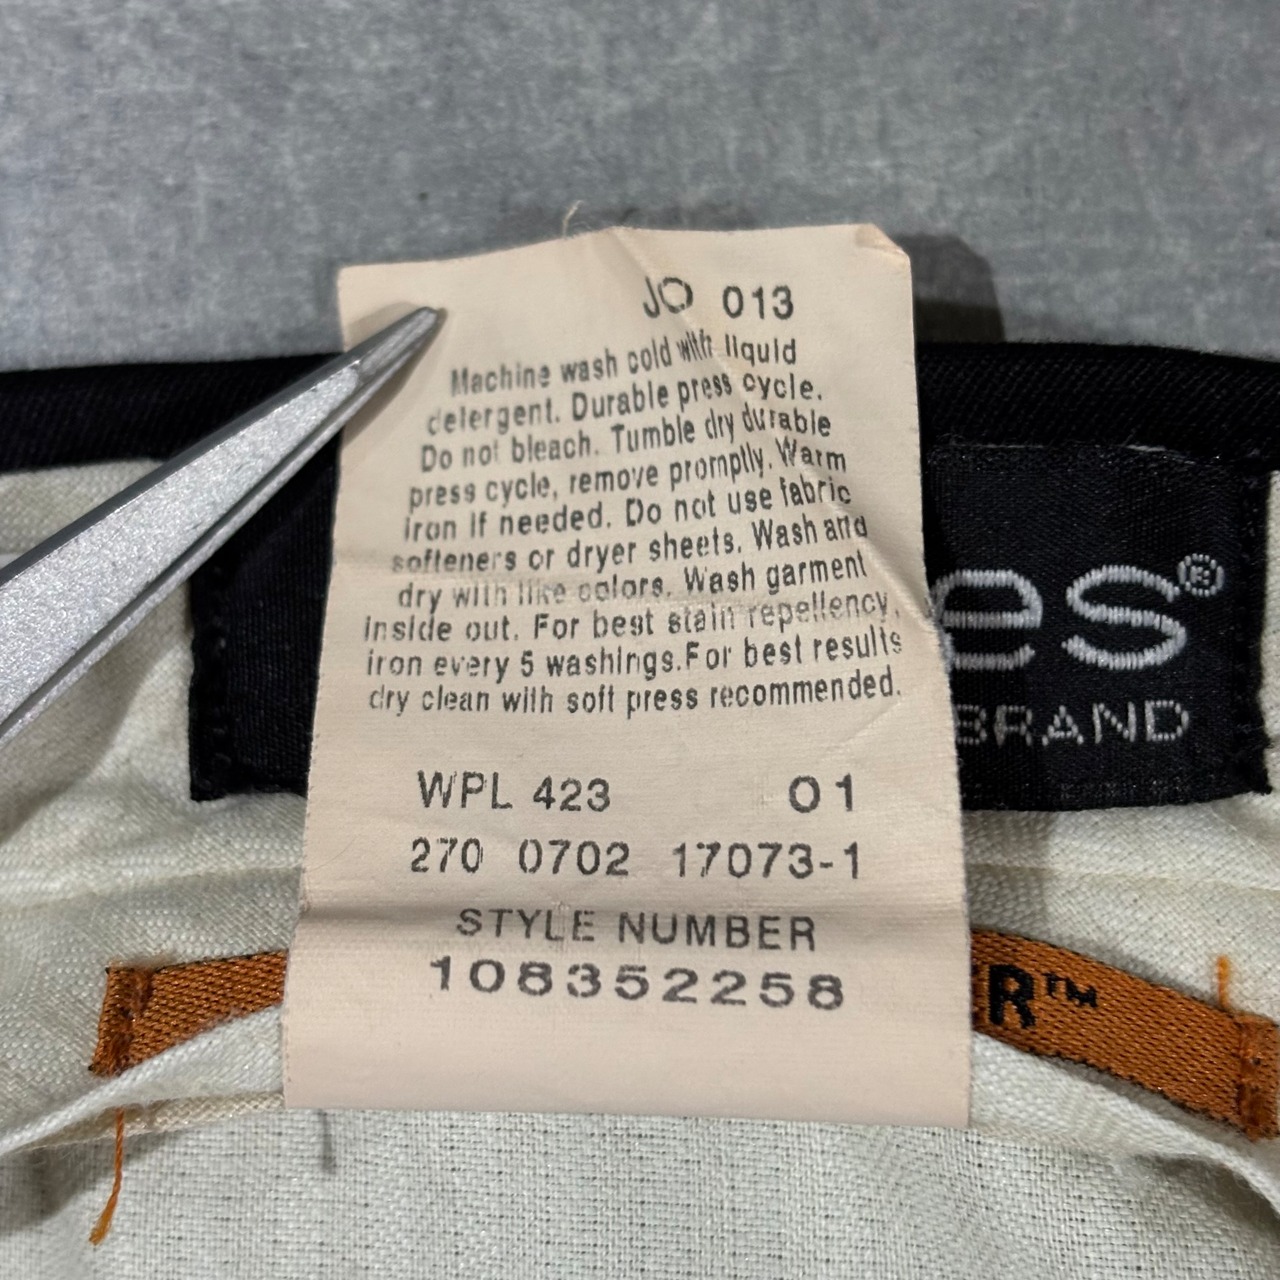 JO 013
Machine wash cold with liquid
detergent. Durable press cycle.
Do not bleach. Tumble dry durable
press cycle, remove promptly. Warm
iron if needed. Do not use fabric
softeners or dryer sheets. Wash and
dry with like colors. Wash garment
inside out. For best stain repellency,
iron every 5 washings.For best results
dry clean with soft press recommended.
WPL 423 01
270 0702 17073-1
STYLE NUMBER
108352258
es®
BRAND
R™